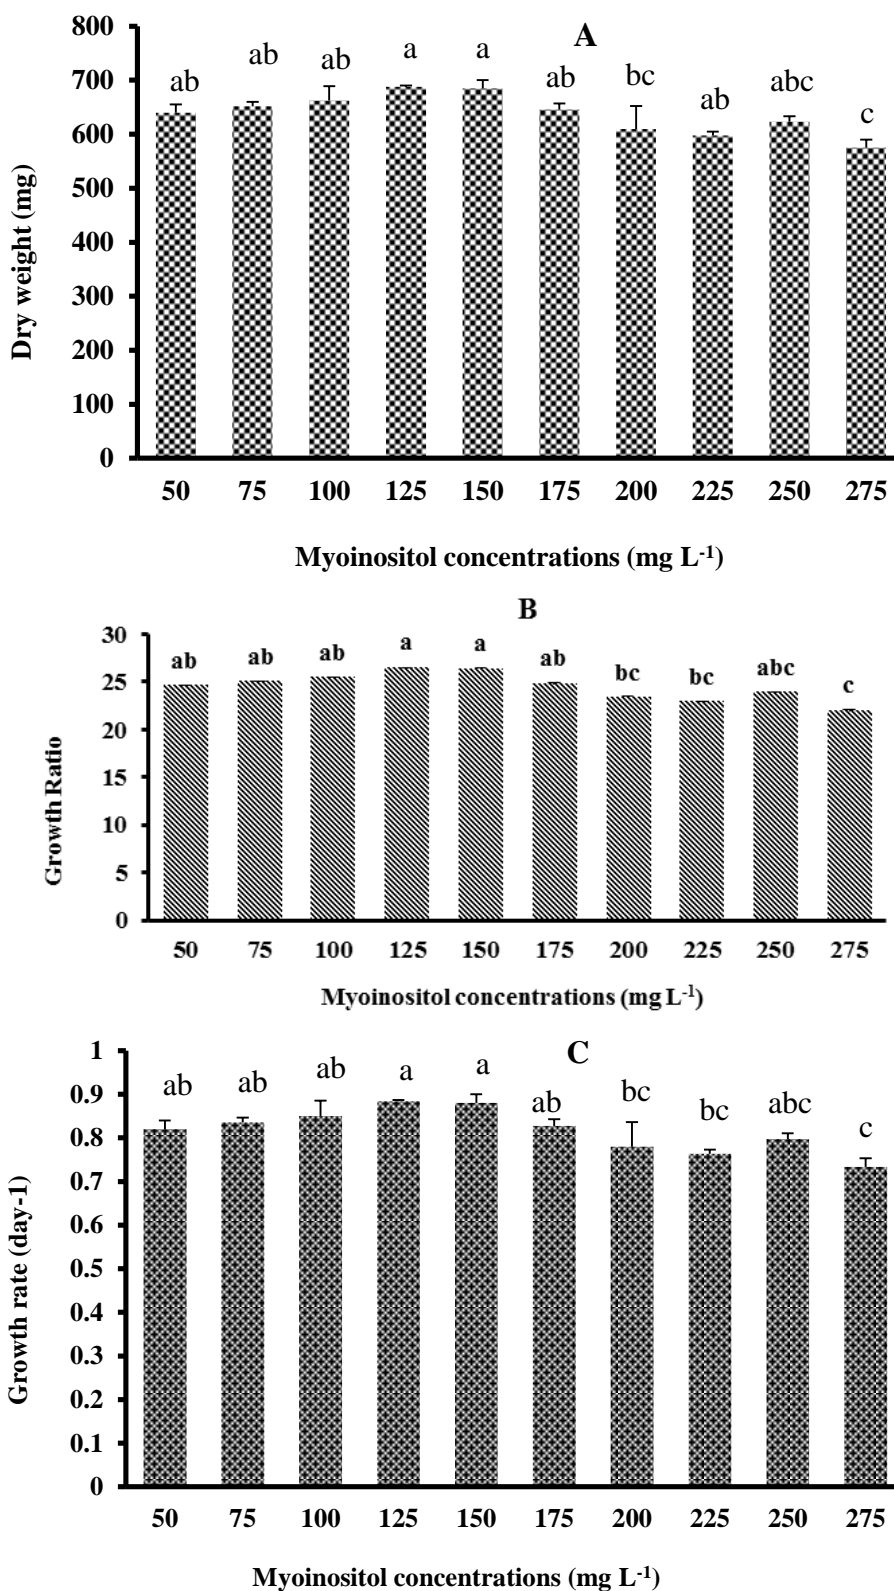 A
800
700
600
500
400
300
200
100
0
Dry weight (mg)
ab ab ab a a ab bc ab abc c
50 75 100 125 150 175 200 225 250 275
Myoinositol concentrations (mg L-1)
B
30
25
20
15
10
5
0
Growth Ratio
ab ab ab a a ab bc bc abc c
50 75 100 125 150 175 200 225 250 275
Myoinositol concentrations (mg L-1)
C
1
0.9
0.8
0.7
0.6
0.5
0.4
0.3
0.2
0.1
0
Growth rate (day-1)
ab ab ab a a ab bc bc abc c
50 75 100 125 150 175 200 225 250 275
Myoinositol concentrations (mg L-1)